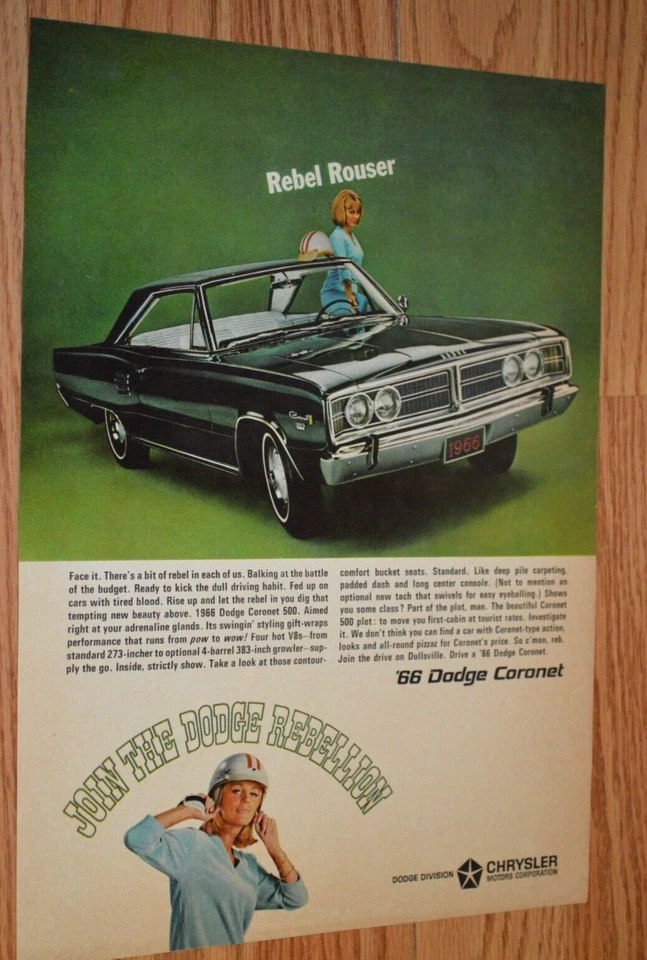 Rebel Rouser
1966
Face it. There's a bit of rebel in each of us. Balking at the battle
of the budget. Ready to kick the dull driving habit. Fed up on
cars with tired blood. Rise up and let the rebel in you dig that
tempting new beauty above. 1966 Dodge Coronet 500. Aimed
right at your adrenaline glands. Its swingin' styling gift-wraps
performance that runs from pow to wow! Four hot V8s—from
standard 273-incher to optional 4-barrel 383-inch growler—sup-
ply the go. Inside, strictly show. Take a look at those contour-
comfort bucket seats. Standard. Like deep pile carpeting,
padded dash and long center console. (Not to mention an
optional new tach that swivels for easy eyeballing.) Shows
you some class? Part of the plot, man. The beautiful Coronet
500 plot: to move you first-cabin at tourist rates. Investigate
it. We don't think you can find a car with Coronet-type action,
looks and all-round pizzaz for Coronet's price. So c'mon, reb.
Join the drive on Dullsville. Drive a '66 Dodge Coronet.
'66 Dodge Coronet
JOIN THE DODGE REBELLION
DODGE DIVISION CHRYSLER
MOTORS CORPORATION